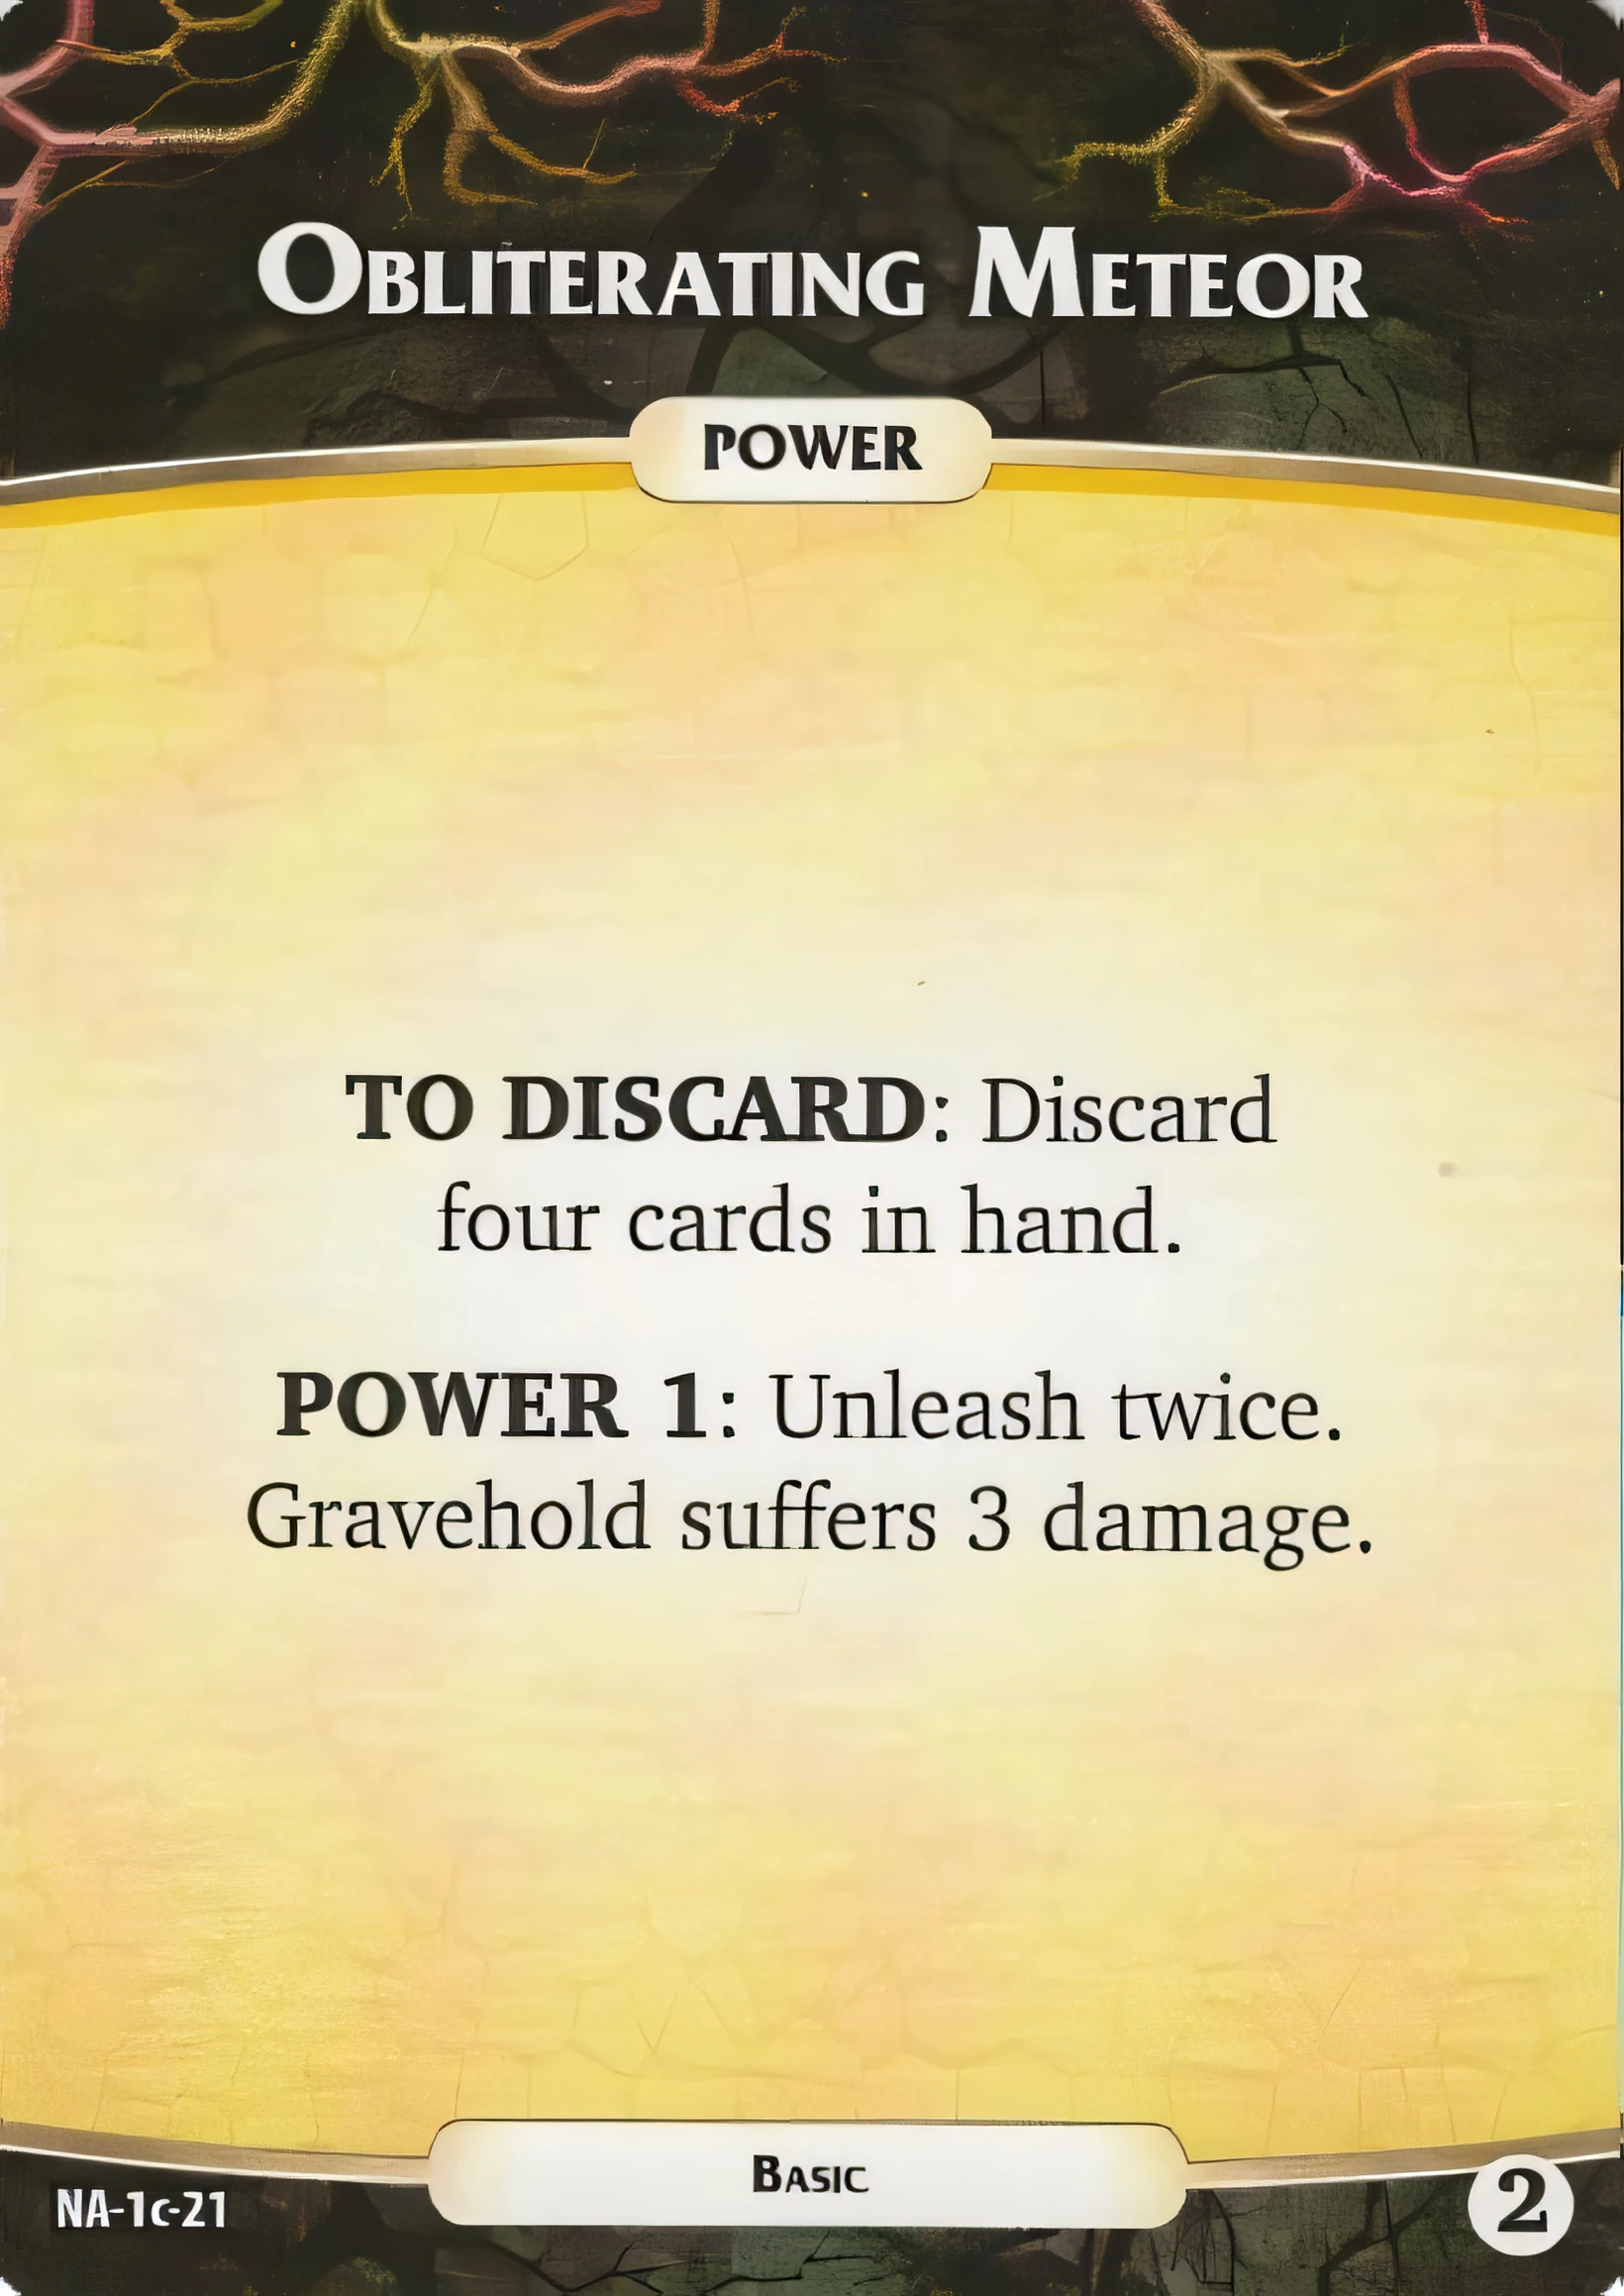 Obliterating Meteor
POWER
TO DISCARD: Discard
four cards in hand.
POWER 1: Unleash twice.
Gravehold suffers 3 damage.
Basic
NA-1c-21
2